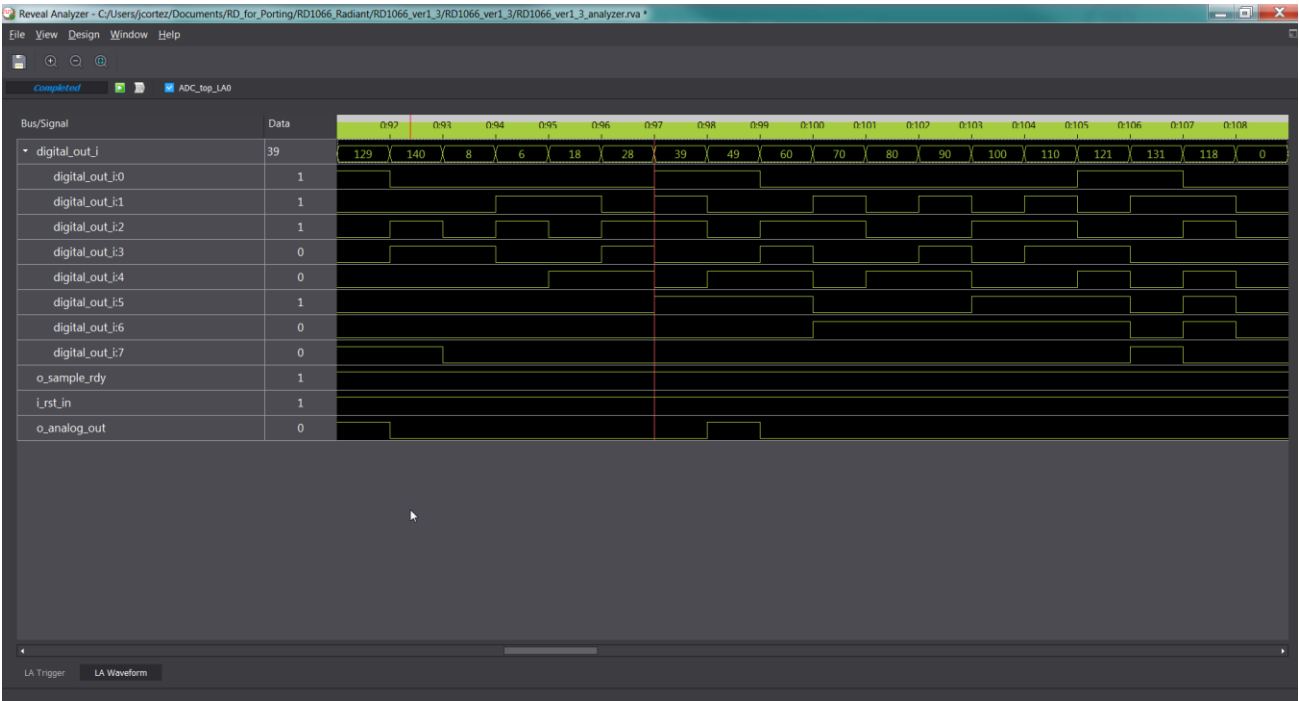 Reveal Analyzer - C:/Users/jcortez/Documents/RD_for_Porting/RD1066_Radiant/RD1066_ver1_3/RD1066_ver1_3/RD1066_ver1_3_analyzer.rva *
File View Design Window Help
Completed ADC_top_LA0
Bus/Signal Data 0:92 0:93 0:94 0:95 0:96 0:97 0:98 0:99 0:100 0:101 0:102 0:103 0:104 0:105 0:106 0:107 0:108
digital_out_i 39 129 140 8 6 18 28 39 49 60 70 80 90 100 110 121 131 118 0
digital_out_i:0 1
digital_out_i:1 1
digital_out_i:2 1
digital_out_i:3 0
digital_out_i:4 0
digital_out_i:5 1
digital_out_i:6 0
digital_out_i:7 0
o_sample_rdy 1
i_rst_in 1
o_analog_out 0
LA Trigger LA Waveform